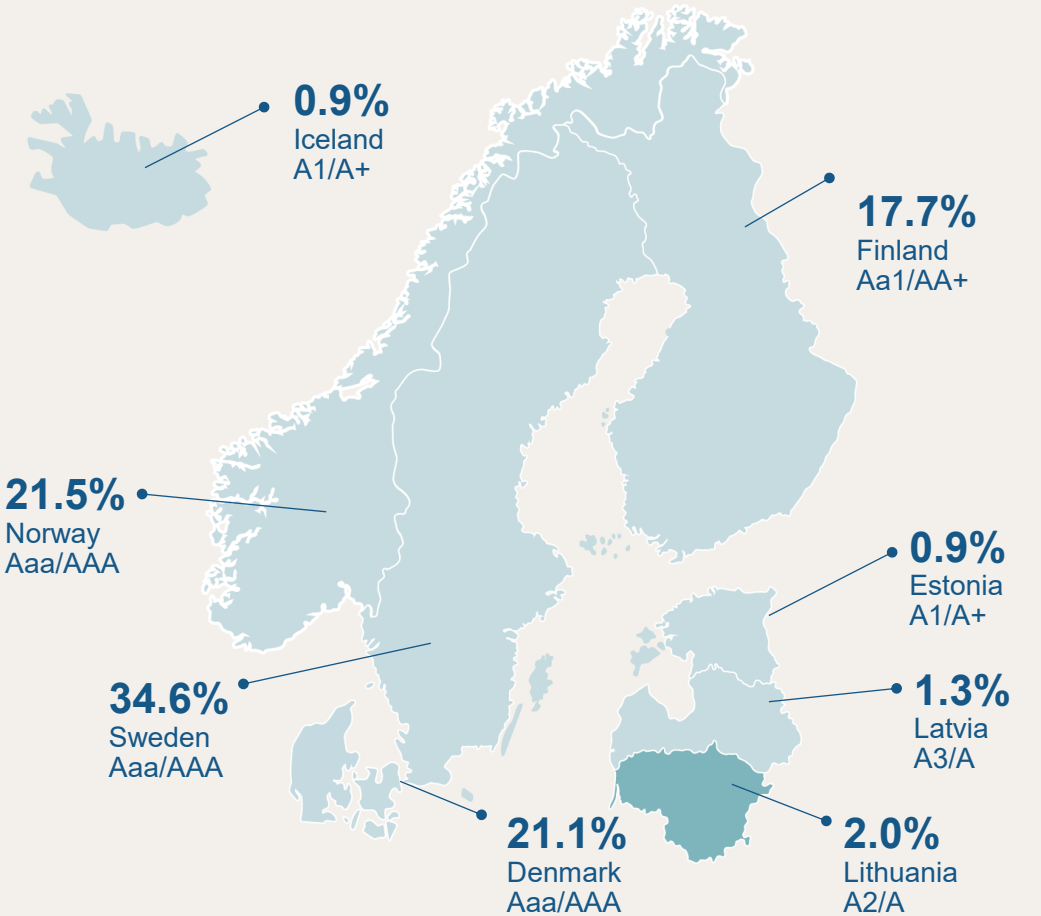 0.9%
Iceland
A1/A+
17.7%
Finland
Aa1/AA+
21.5%
Norway
Aaa/AAA
0.9%
Estonia
A1/A+
34.6%
Sweden
Aaa/AAA
1.3%
Latvia
A3/A
21.1%
Denmark
Aaa/AAA
2.0%
Lithuania
A2/A